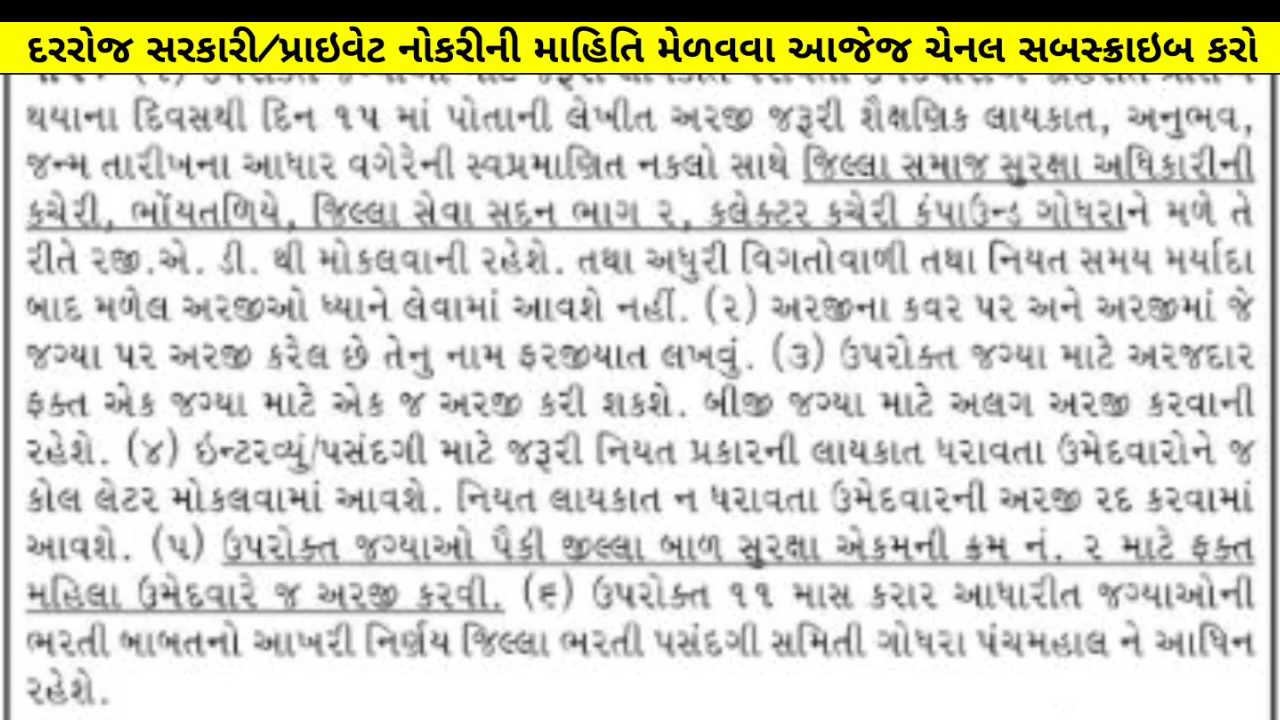 દરરોજ સરકારી/પ્રાઇવેટ નોકરીની માહિતિ મેળવવા આજેજ ચેનલ સબસ્ક્રાઇબ કરો
થયાના દિવસથી દિન ૧૫ માં પોતાની લેખીત અરજી જરૂરી શૈક્ષણિક લાયકાત, અનુભવ,
જન્મ તારીખના આધાર વગેરેની સ્વપ્રમાણિત નકલો સાથે જિલ્લા સમાજ સુરક્ષા અધિકારીની
કચેરી, ભોંયતળિયે, જિલ્લા સેવા સદન ભાગ ૨, કલેક્ટર કચેરી કંપાઉન્ડ ગોધરાને મળે તે
રીતે રજી.એ. ડી. થી મોકલવાની રહેશે. તથા અધુરી વિગતોવાળી તથા નિયત સમય મર્યાદા
બાદ મળેલ અરજીઓ ધ્યાને લેવામાં આવશે નહીં. (૨) અરજીના કવર પર અને અરજીમાં જે
જગ્યા પર અરજી કરેલ છે તેનુ નામ ફરજીયાત લખવું. (૩) ઉપરોક્ત જગ્યા માટે અરજદાર
ફક્ત એક જગ્યા માટે એક જ અરજી કરી શકશે. બીજી જગ્યા માટે અલગ અરજી કરવાની
રહેશે. (૪) ઇન્ટરવ્યું/પસંદગી માટે જરૂરી નિયત પ્રકારની લાયકાત ધરાવતા ઉમેદવારોને જ
કોલ લેટર મોકલવામાં આવશે. નિયત લાયકાત ન ધરાવતા ઉમેદવારની અરજી રદ કરવામાં
આવશે. (૫) ઉપરોક્ત જગ્યાઓ પૈકી જીલ્લા બાળ સુરક્ષા એકમની ક્રમ નં. ૨ માટે ફક્ત
મહિલા ઉમેદવારે જ અરજી કરવી. (૬) ઉપરોક્ત ૧૧ માસ કરાર આધારીત જગ્યાઓની
ભરતી બાબતનો આખરી નિર્ણય જિલ્લા ભરતી પસંદગી સમિતી ગોધરા પંચમહાલ ને આધિન
રહેશે.